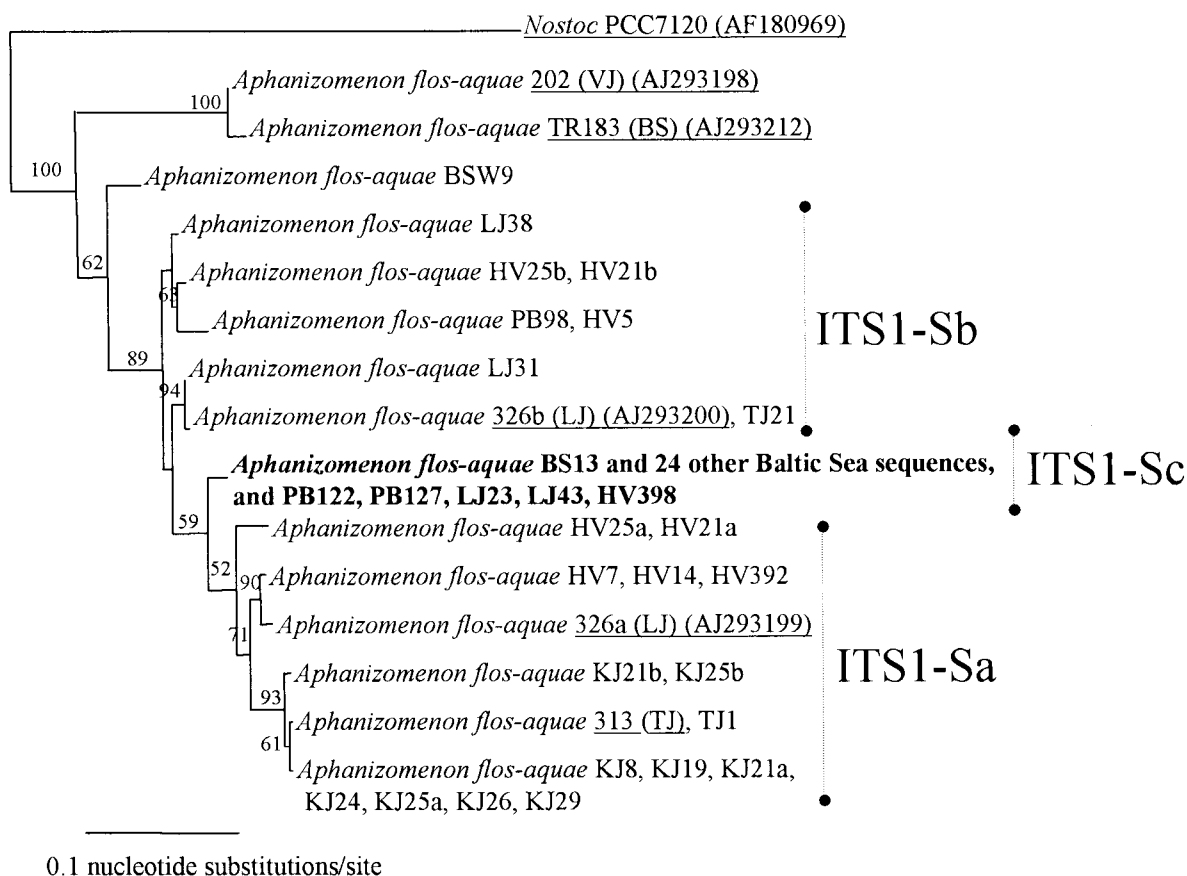 Nostoc PCC7120 (AF180969)
Aphanizomenon flos-aquae 202 (VJ) (AJ293198)
100
Aphanizomenon flos-aquae TR183 (BS) (AJ293212)
100
Aphanizomenon flos-aquae BSW9
Aphanizomenon flos-aquae LJ38
62
Aphanizomenon flos-aquae HV25b, HV21b
63
Aphanizomenon flos-aquae PB98, HV5
ITS1-Sb
89
Aphanizomenon flos-aquae LJ31
94
Aphanizomenon flos-aquae 326b (LJ) (AJ293200), TJ21
Aphanizomenon flos-aquae BS13 and 24 other Baltic Sea sequences,
and PB122, PB127, LJ23, LJ43, HV398
ITS1-Sc
59
Aphanizomenon flos-aquae HV25a, HV21a
52
90
Aphanizomenon flos-aquae HV7, HV14, HV392
71
Aphanizomenon flos-aquae 326a (LJ) (AJ293199)
ITS1-Sa
Aphanizomenon flos-aquae KJ21b, KJ25b
93
Aphanizomenon flos-aquae 313 (TJ), TJ1
61
Aphanizomenon flos-aquae KJ8, KJ19, KJ21a,
KJ24, KJ25a, KJ26, KJ29
0.1 nucleotide substitutions/site